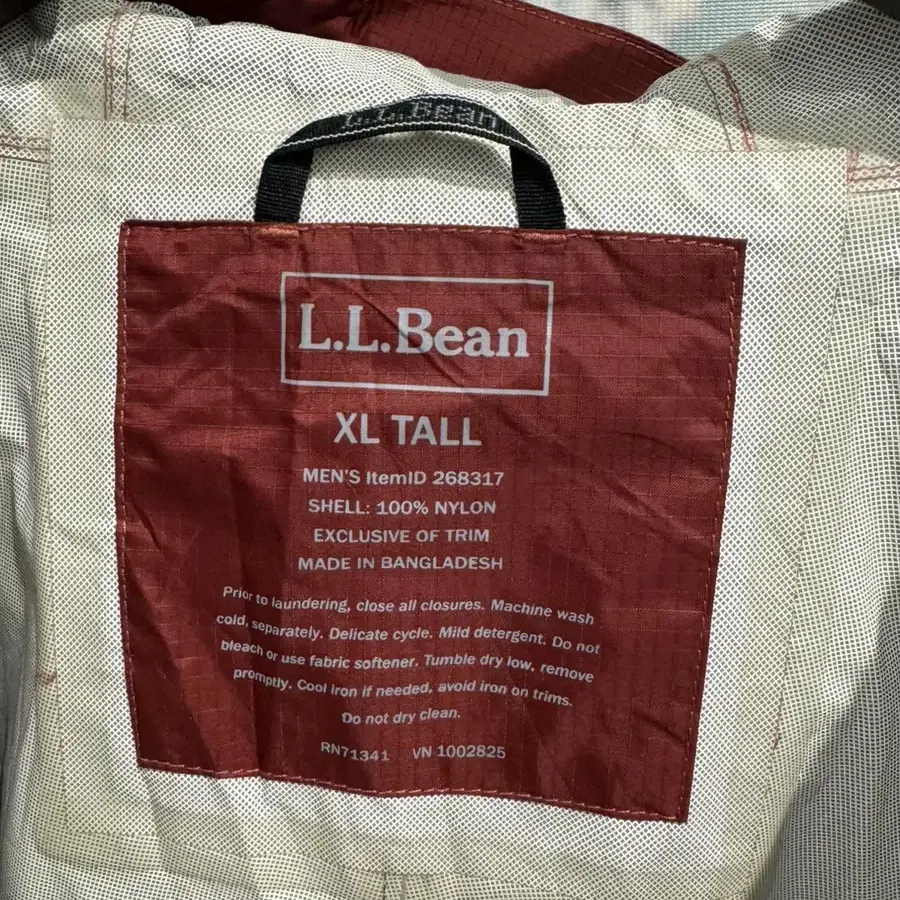 L.L.Bean
L.L.Bean
XL TALL
MEN'S ItemID 268317
SHELL: 100% NYLON
EXCLUSIVE OF TRIM
MADE IN BANGLADESH
Prior to laundering, close all closures. Machine wash
cold, separately. Delicate cycle. Mild detergent. Do not
bleach or use fabric softener. Tumble dry low, remove
promptly. Cool iron if needed, avoid iron on trims.
Do not dry clean.
RN71341 VN 1002825